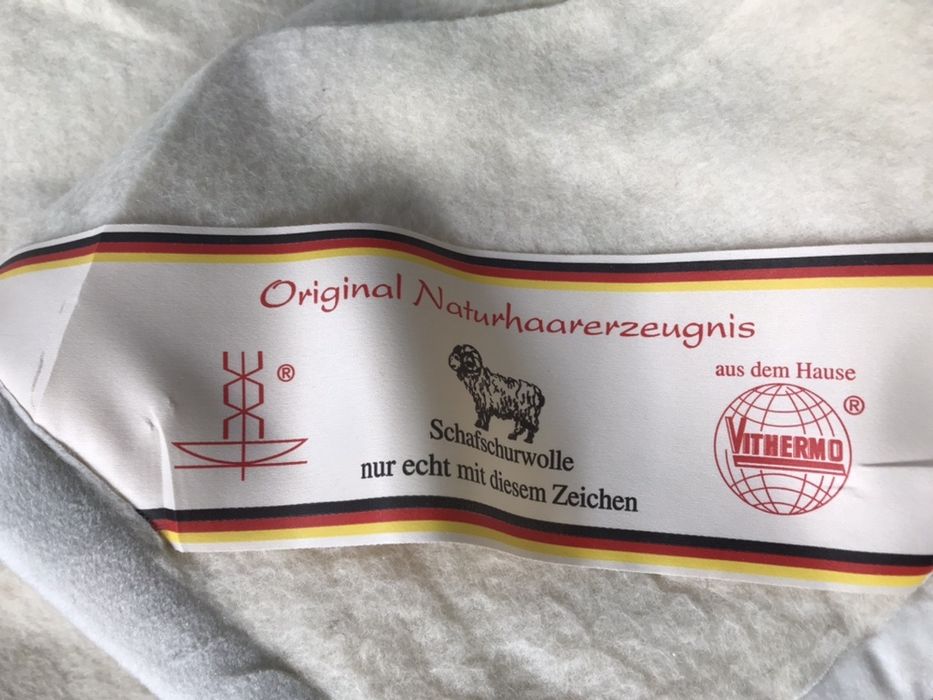 Original Naturhaarerzeugnis
®
aus dem Hause
VITHERMO ®
Schafschurwolle
nur echt mit diesem Zeichen